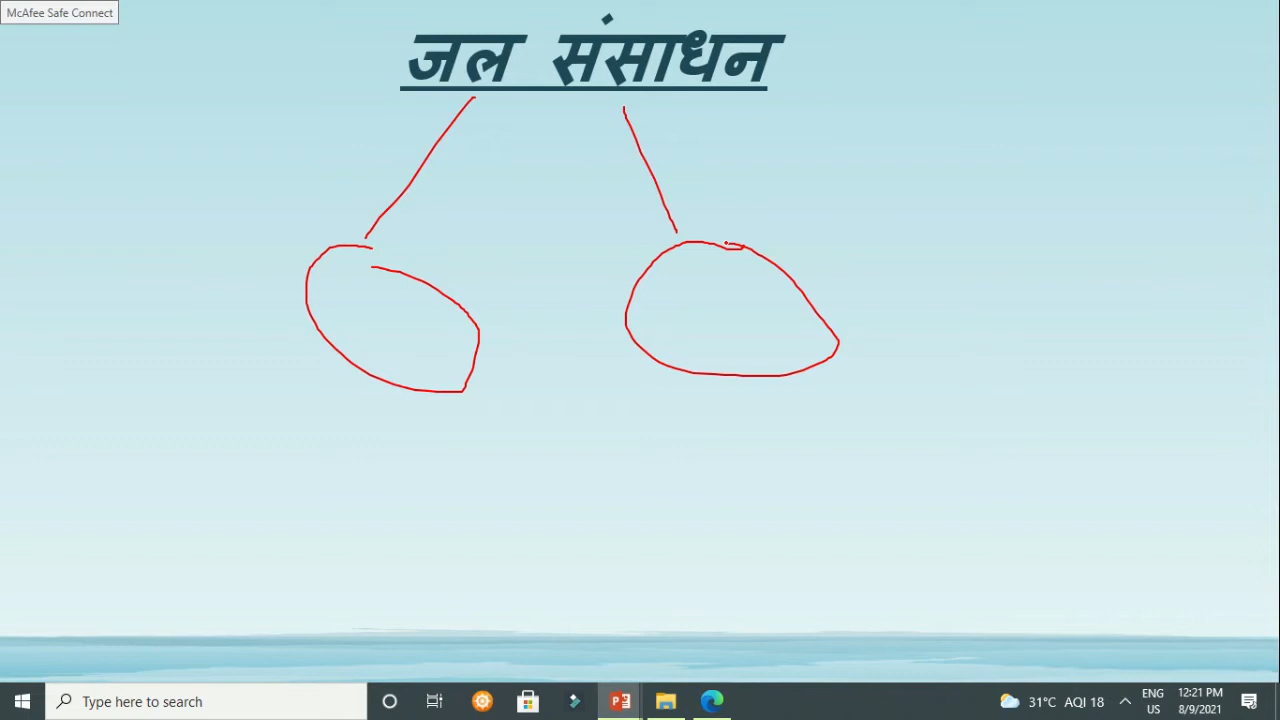 McAfee Safe Connect
जल संसाधन
Type here to search
31°C AQI 18
ENG
US
12:21 PM
8/9/2021